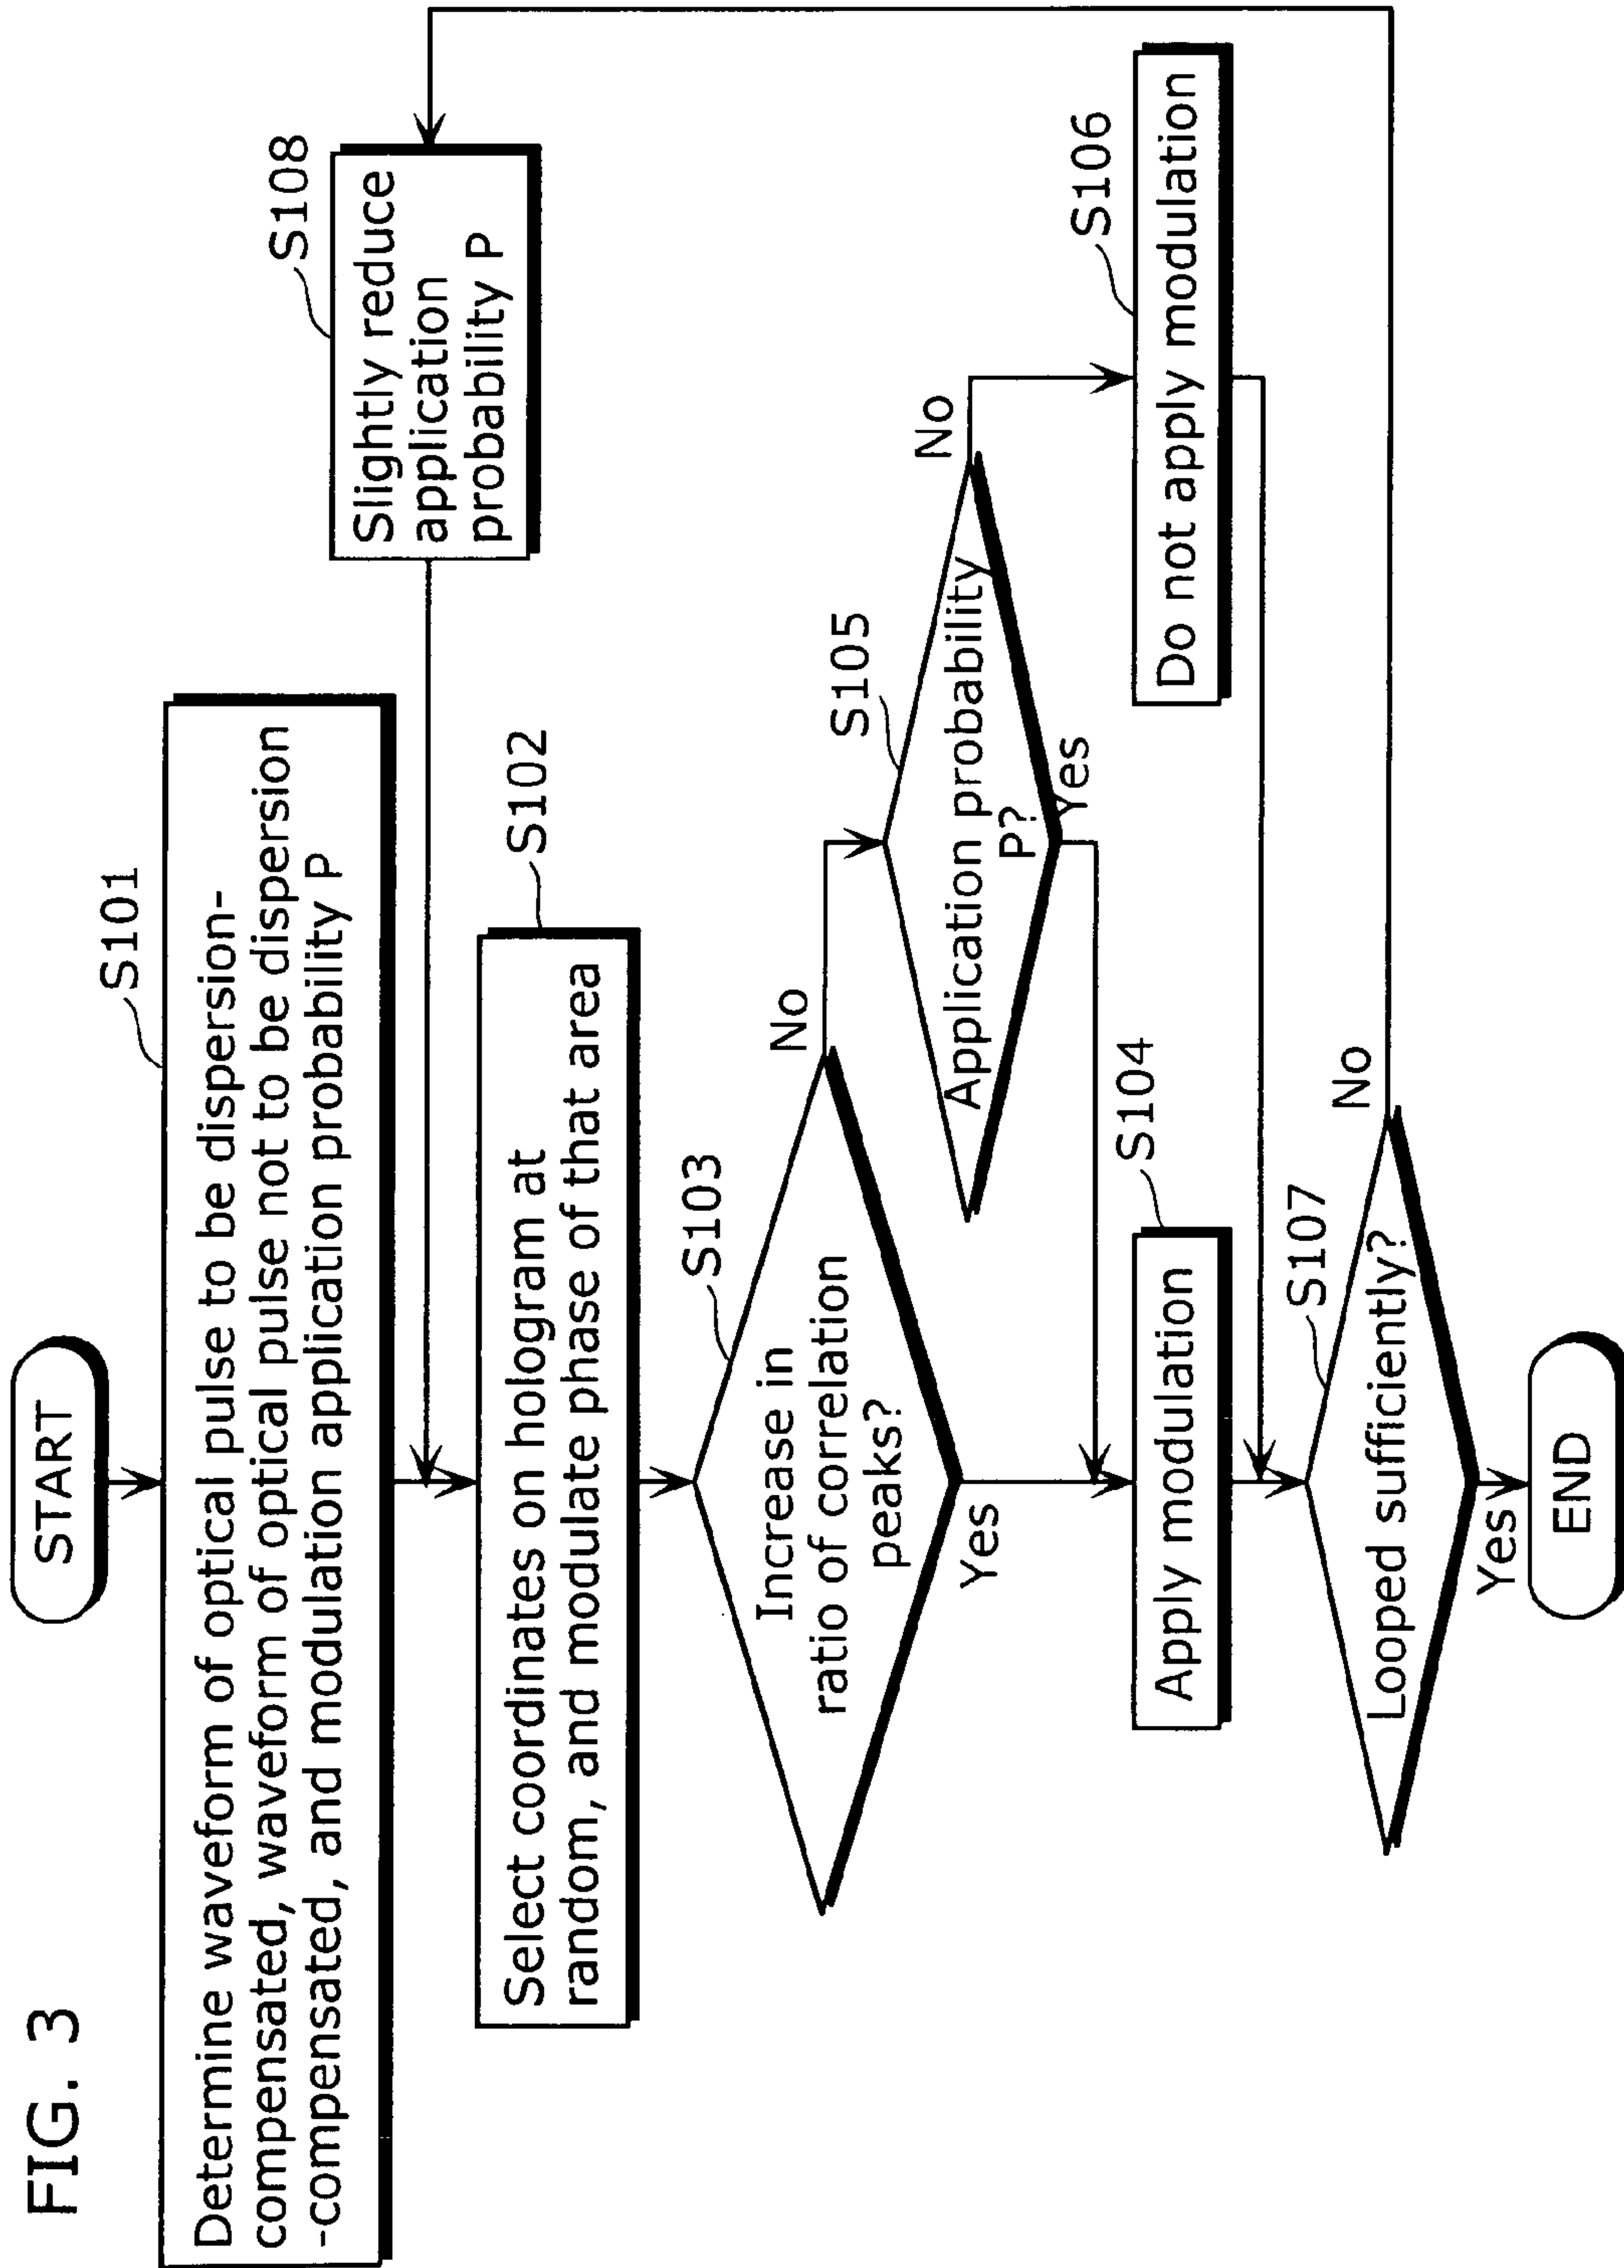 FIG. 3
START
S101
Determine waveform of optical pulse to be dispersion-
compensated, waveform of optical pulse not to be dispersion
-compensated, and modulation application probability P
S108
Slightly reduce
application
probability P
S102
Select coordinates on hologram at
random, and modulate phase of that area
S103
Increase in
ratio of correlation
peaks?
No
Yes
S105
Application probability
P?
No
Yes
S104
Apply modulation
S106
Do not apply modulation
S107
Looped sufficiently?
No
Yes
END